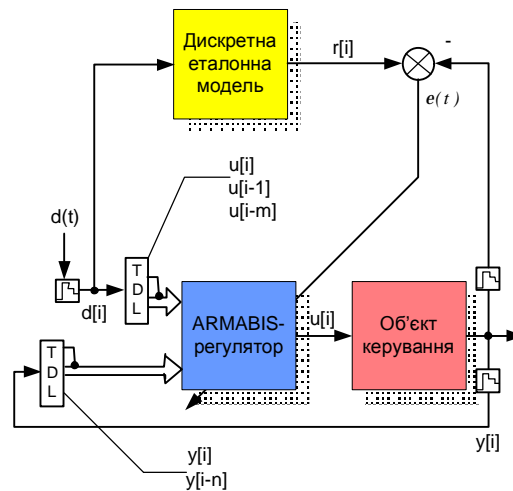 Дискретна
еталонна
модель
r[i]
-
e(t)
u[i]
u[i-1]
u[i-m]
d(t)
d[i]
T
D
L
ARMABIS-
регулятор
u[i]
Об'єкт
керування
T
D
L
y[i]
y[i]
y[i-n]